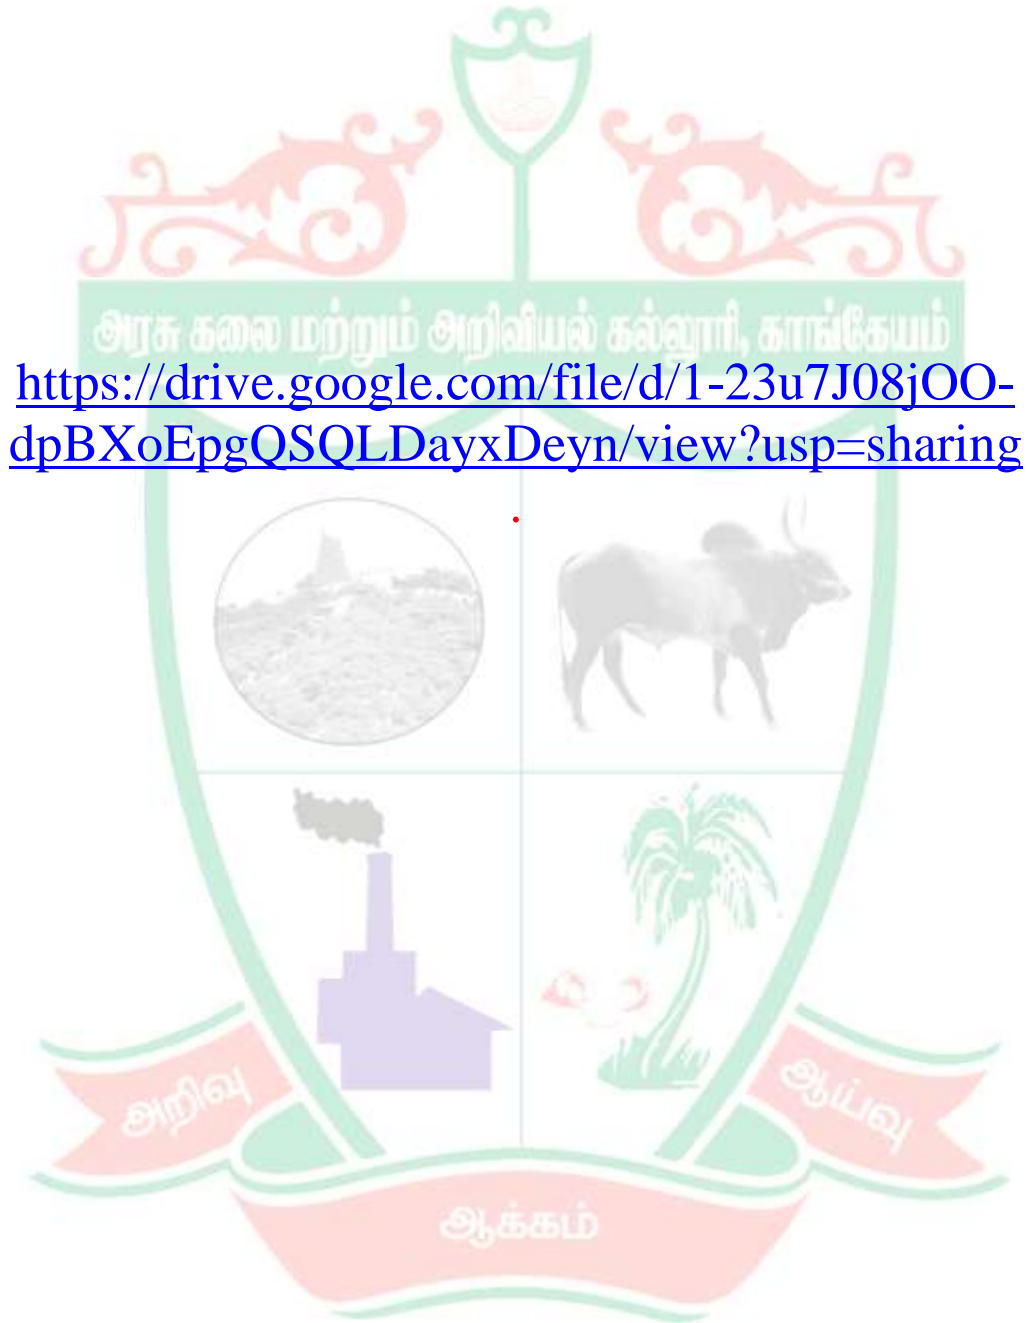 அரசு கலை மற்றும் அறிவியல் கல்லூரி, காங்கேயம்
https://drive.google.com/file/d/1-23u7J08jOO-
dpBXoEpgQSQLDayxDeyn/view?usp=sharing
.
அறிவு
ஆய்வு
ஆக்கம்